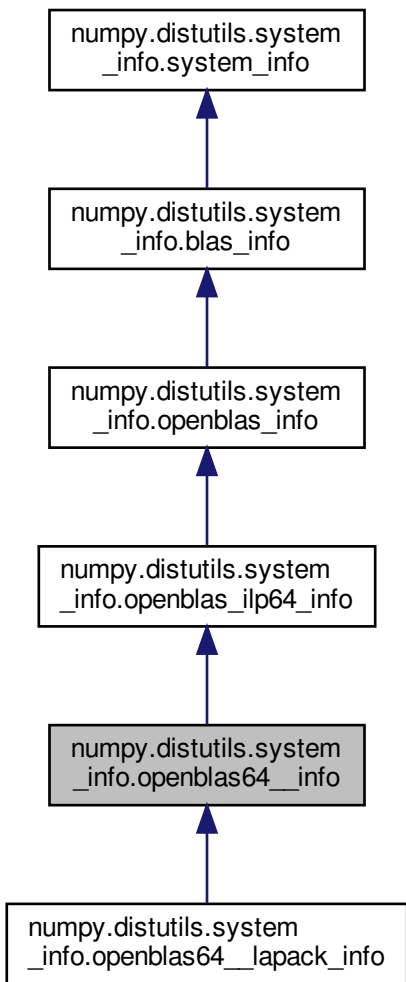 numpy.distutils.system
_info.system_info
numpy.distutils.system
_info.blas_info
numpy.distutils.system
_info.openblas_info
numpy.distutils.system
_info.openblas_ilp64_info
numpy.distutils.system
_info.openblas64__info
numpy.distutils.system
_info.openblas64__lapack_info